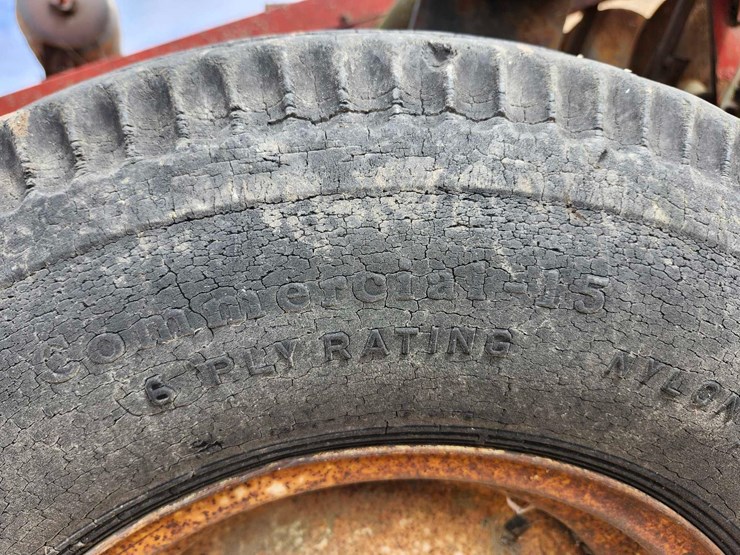 Commercial-15
6 PLY RATING
NYLON